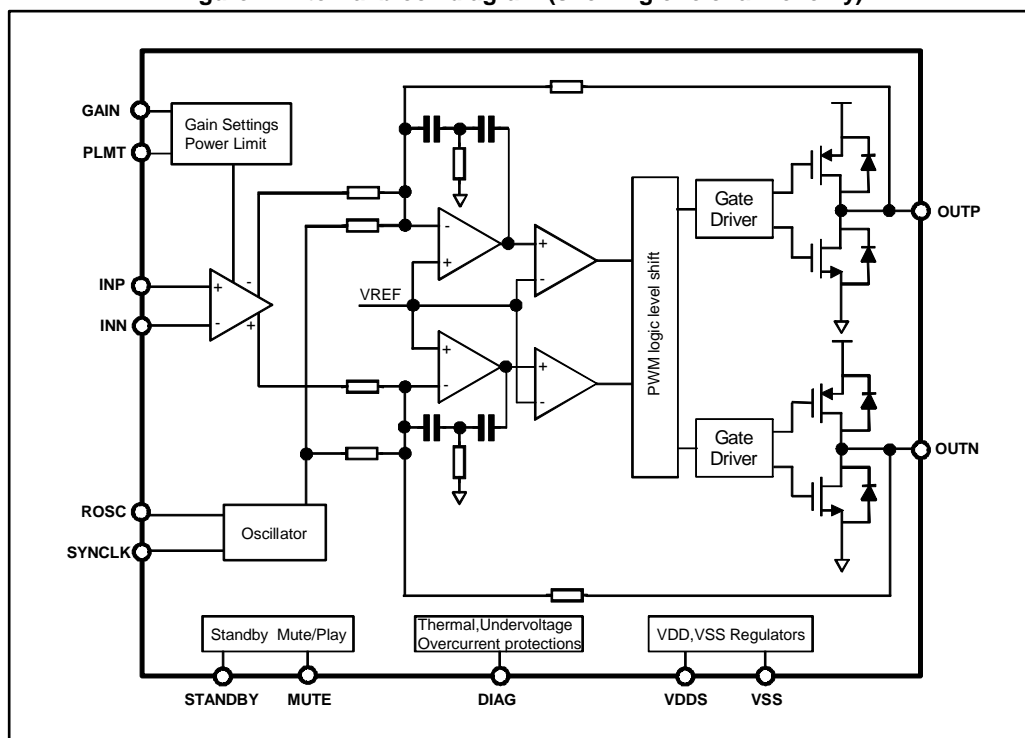 GAIN
PLMT
Gain Settings
Power Limit
INP
INN
+
-
-
+
-
+
VREF
+
-
+
-
+
-
PWM logic level shift
Gate
Driver
OUTP
Gate
Driver
OUTN
ROSC
SYNCLK
Oscillator
Standby Mute/Play
Thermal,Undervoltage
Overcurrent protections
VDD,VSS Regulators
STANDBY
MUTE
DIAG
VDDS
VSS